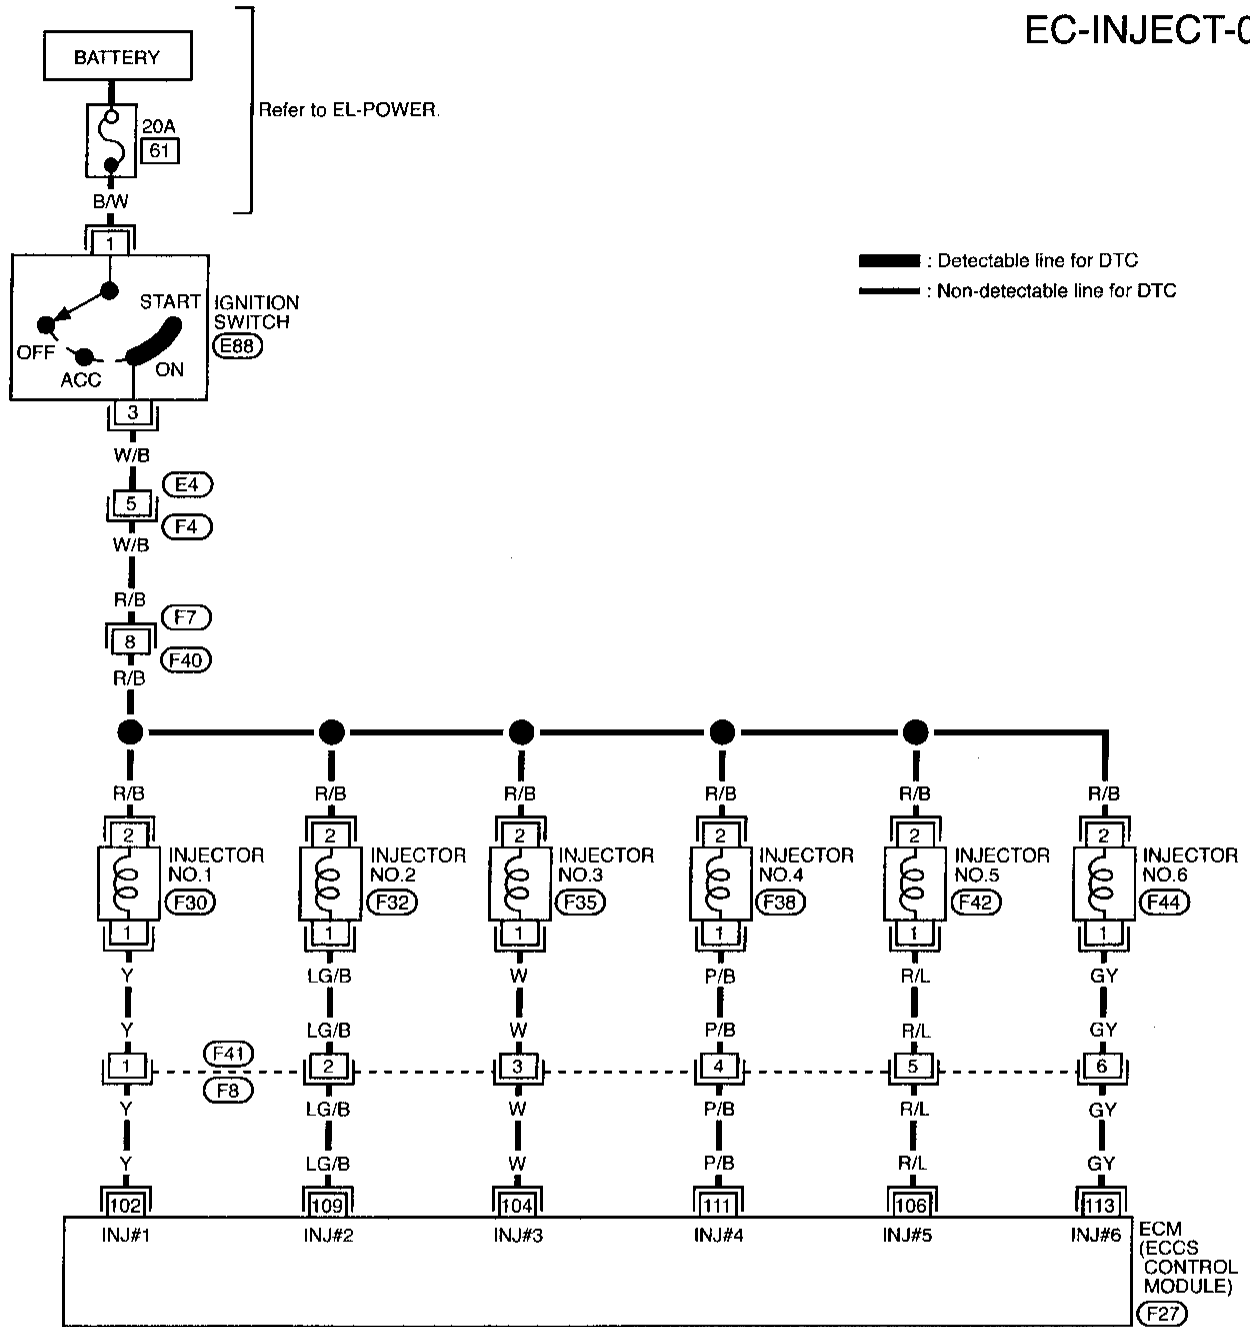 EC-INJECT-0
BATTERY
Refer to EL-POWER.
20A
61
B/W
1
START
IGNITION
SWITCH
E88
OFF
ACC
ON
: Detectable line for DTC
: Non-detectable line for DTC
3
W/B
E4
5
F4
W/B
R/B
F7
8
F40
R/B
R/B R/B R/B R/B R/B R/B
2 2 2 2 2 2
INJECTOR INJECTOR INJECTOR INJECTOR INJECTOR INJECTOR
NO.1 NO.2 NO.3 NO.4 NO.5 NO.6
F30 F32 F35 F38 F42 F44
1 1 1 1 1 1
Y LG/B W P/B R/L GY
Y LG/B W P/B R/L GY
F41
1 2 3 4 5 6
F8
Y LG/B W P/B R/L GY
Y LG/B W P/B R/L GY
102 109 104 111 106 113
INJ#1 INJ#2 INJ#3 INJ#4 INJ#5 INJ#6
ECM
(ECCS
CONTROL
MODULE)
F27